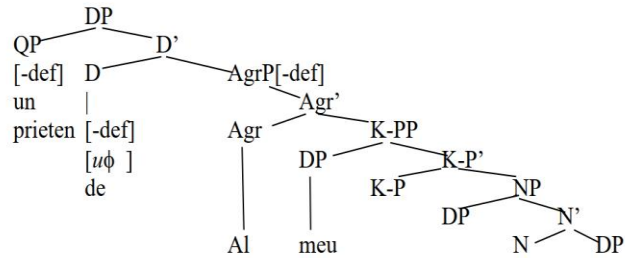 DP
QP D’
[-def] D AgrP[-def]
un | Agr’
prieten [-def] Agr K-PP
[uϕ ] DP K-P’
de K-P NP
DP N’
Al meu N DP